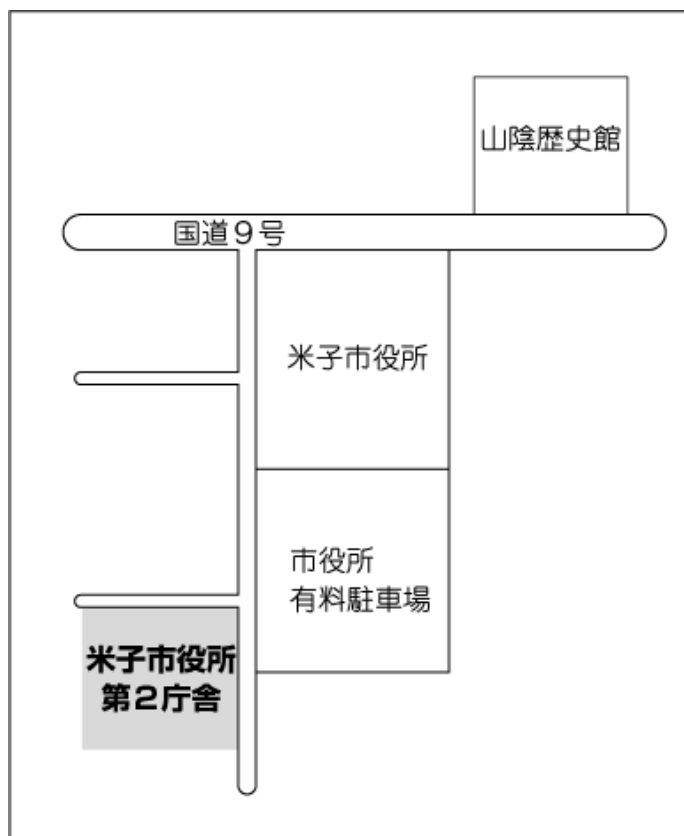 山陰歴史館
国道９号
米子市役所
市役所
有料駐車場
米子市役所
第２庁舎